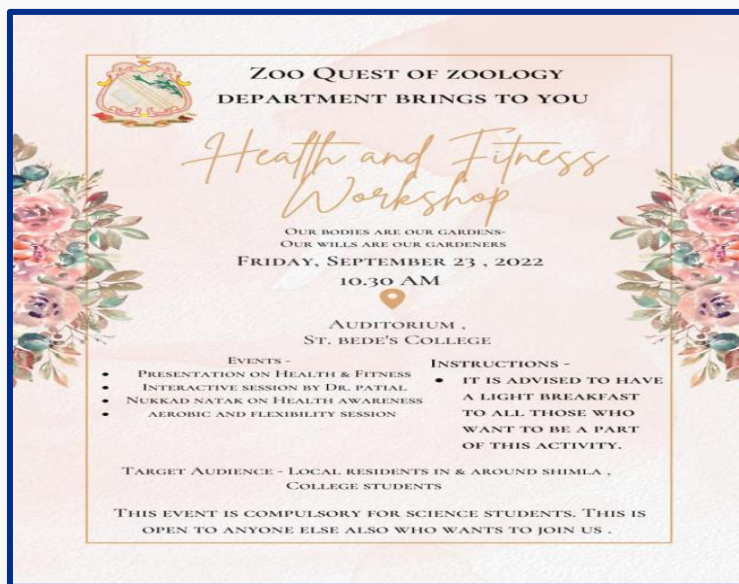 Zoo Quest of zoology
department brings to you
Health and Fitness
Workshop
Our bodies are our gardens-
Our wills are our gardeners
Friday, September 23 , 2022
10.30 AM
Auditorium ,
St. bede's College
Events -
• Presentation on Health & Fitness
• Interactive session by Dr. patial
• Nukkad natak on Health awareness
• aerobic and flexibility session
Instructions -
• it is advised to have
a light breakfast
to all those who
want to be a part
of this activity.
Target Audience - Local residents in & around shimla ,
College students
This event is compulsory for science students. This is
open to anyone else also who wants to join us .